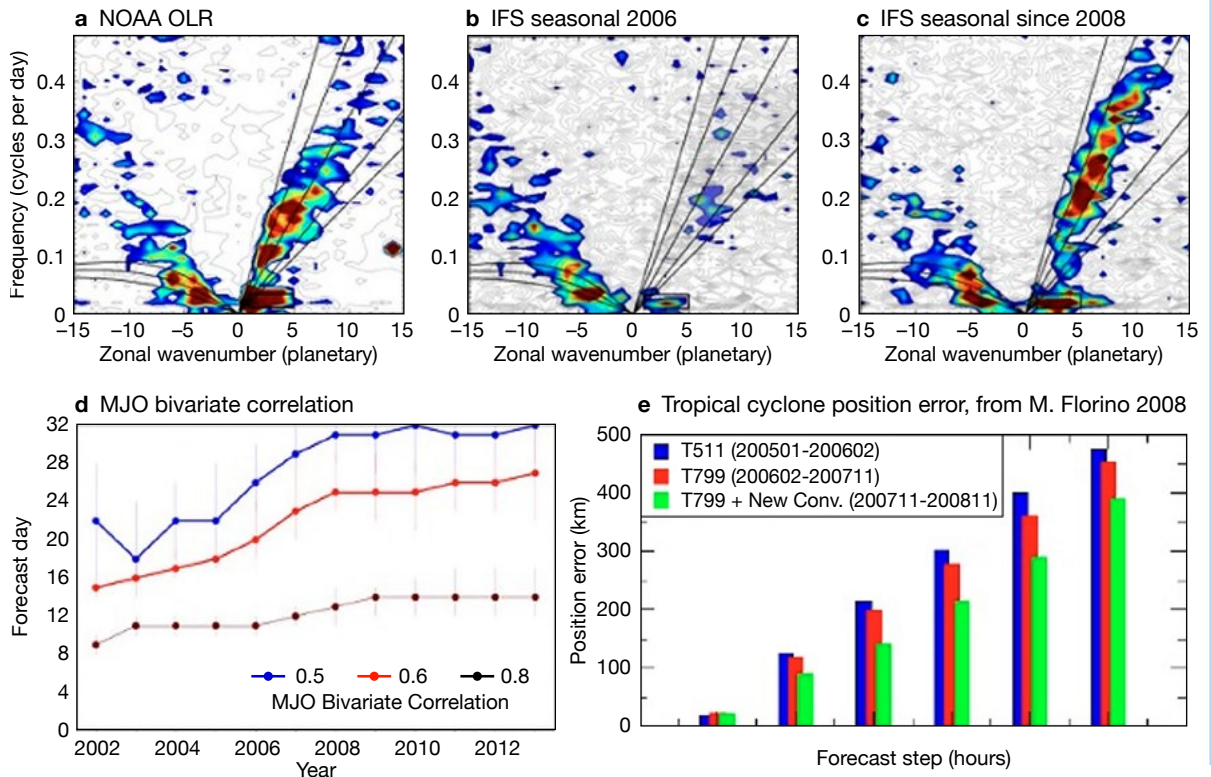 a NOAA OLR
b IFS seasonal 2006
c IFS seasonal since 2008
Frequency (cycles per day)
0.4
0.3
0.2
0.1
0
−15 −10 −5 0 5 10 15
Zonal wavenumber (planetary)
0.4
0.3
0.2
0.1
0
−15 −10 −5 0 5 10 15
Zonal wavenumber (planetary)
0.4
0.3
0.2
0.1
0
−15 −10 −5 0 5 10 15
Zonal wavenumber (planetary)
d MJO bivariate correlation
Forecast day
32
28
24
20
16
12
8
4
0
0.5 0.6 0.8
MJO Bivariate Correlation
2002 2004 2006 2008 2010 2012
Year
e Tropical cyclone position error, from M. Florino 2008
Position error (km)
500
400
300
200
100
0
T511 (200501-200602)
T799 (200602-200711)
T799 + New Conv. (200711-200811)
Forecast step (hours)